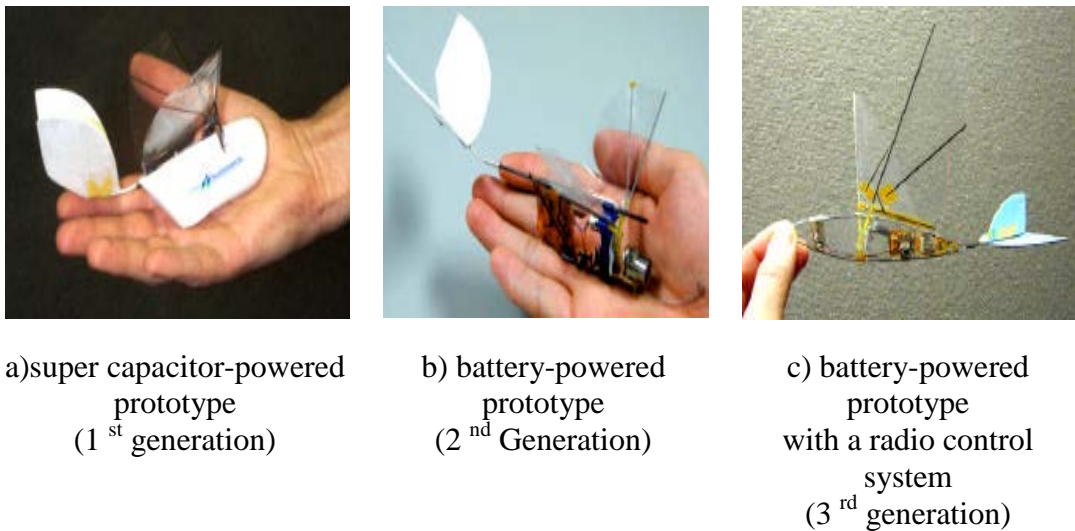 a)super capacitor-powered
prototype
(1 st generation)
b) battery-powered
prototype
(2 nd Generation)
c) battery-powered
prototype
with a radio control
system
(3 rd generation)